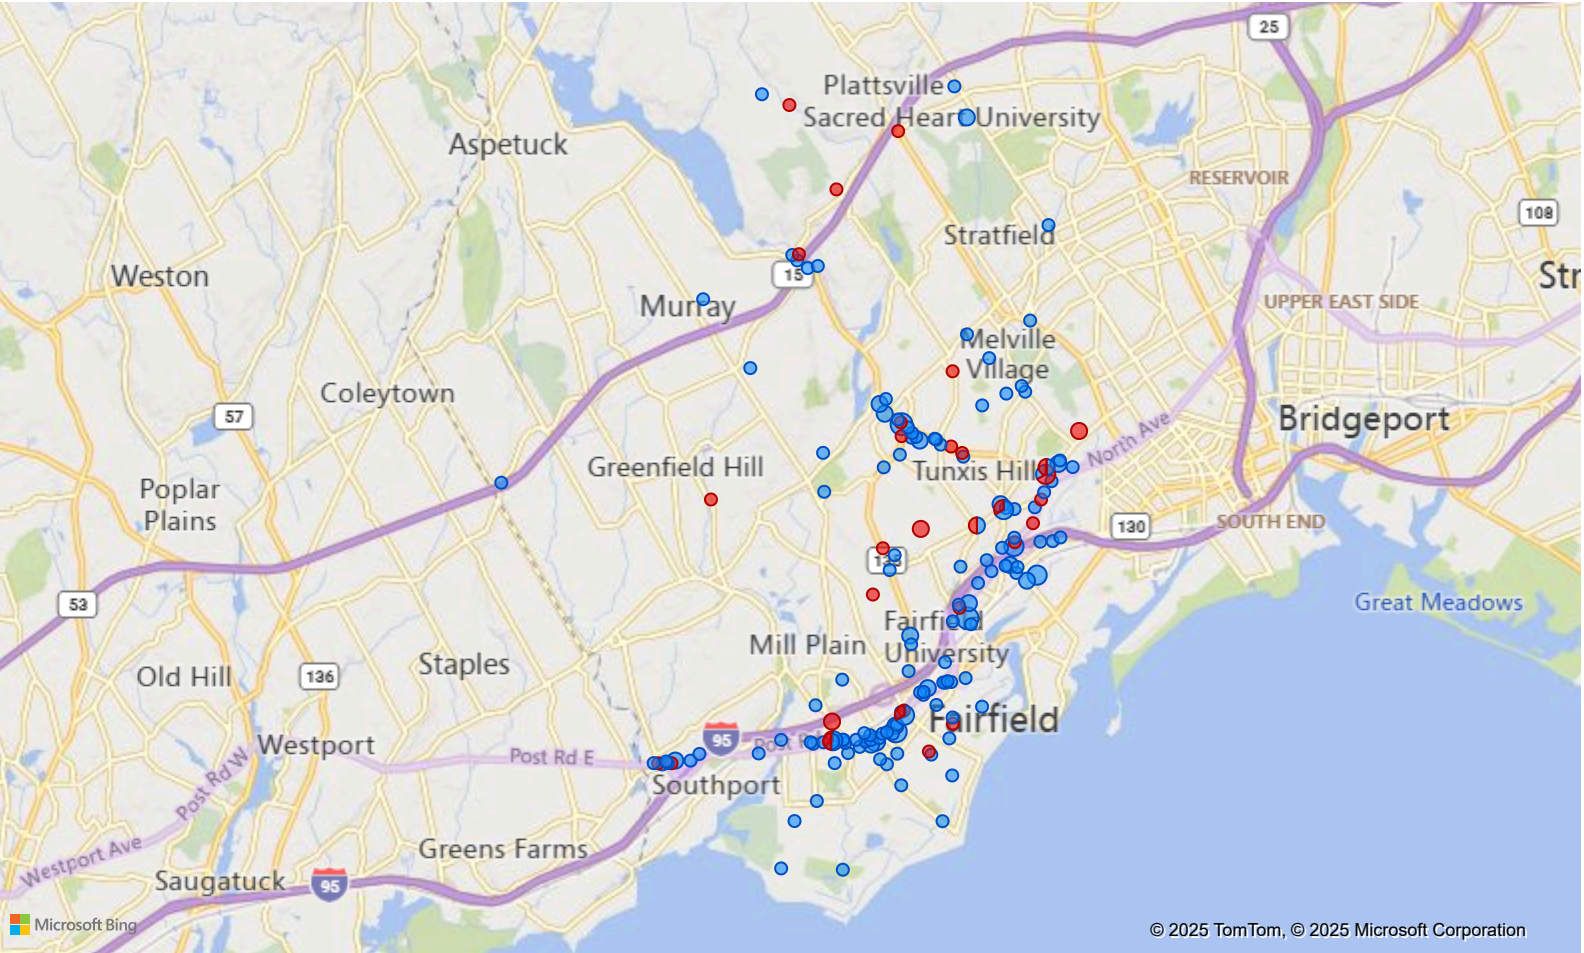 25
Plattsville
Sacred Heart University
Aspetuck
RESERVOIR
108
Stratfield
Weston
15
Str
Murray
UPPER EAST SIDE
Melville
Village
Coleytown
57
Bridgeport
North Ave
Greenfield Hill
Tunxis Hill
Poplar
Plains
SOUTH END
130
53
Great Meadows
Fairfield
University
Mill Plain
Staples
Old Hill
136
Fairfield
Westport
95
Post Rd
Post Rd E
Post Rd W
Southport
Greens Farms
Westport Ave
Saugatuck
95
Microsoft Bing
© 2025 TomTom, © 2025 Microsoft Corporation